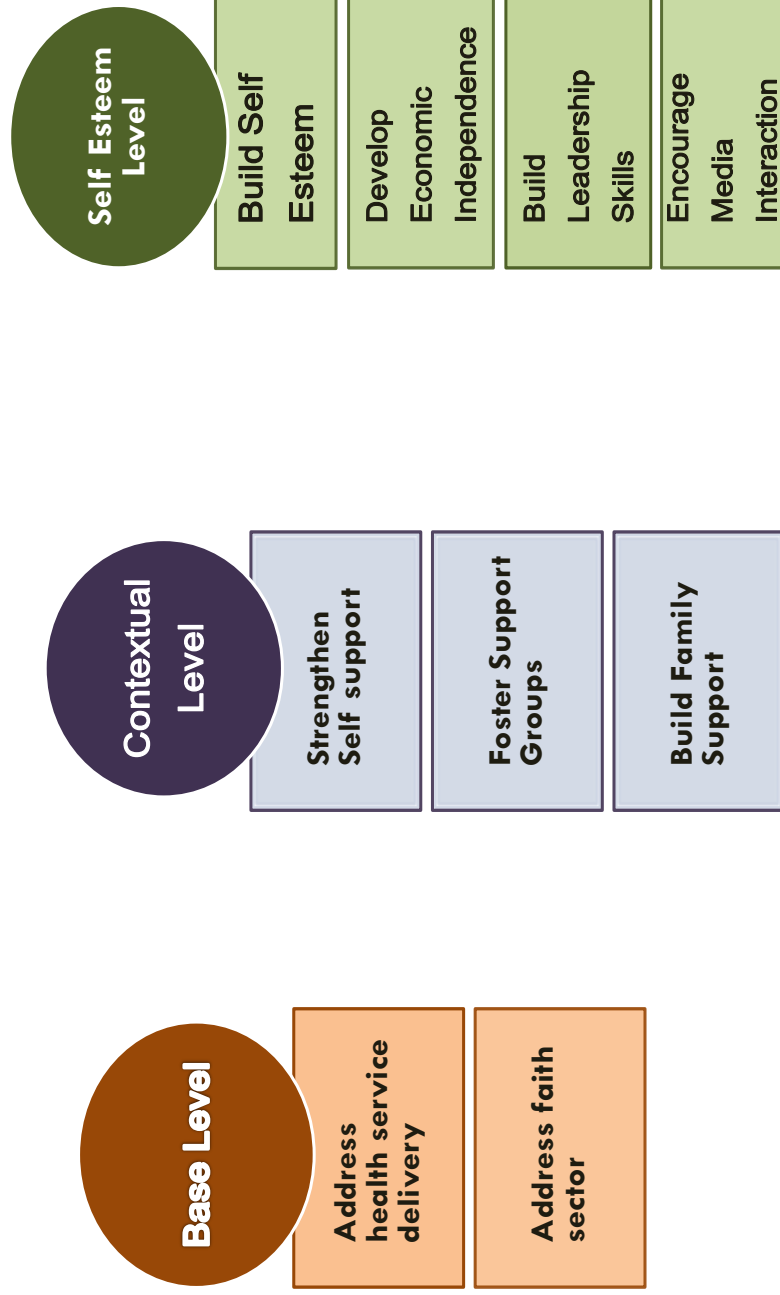 Base Level
Address
health service
delivery
Address faith
sector
Contextual
Level
Strengthen
Self support
Foster Support
Groups
Build Family
Support
Self Esteem
Level
Build Self
Esteem
Develop
Economic
Independence
Build
Leadership
Skills
Encourage
Media
Interaction